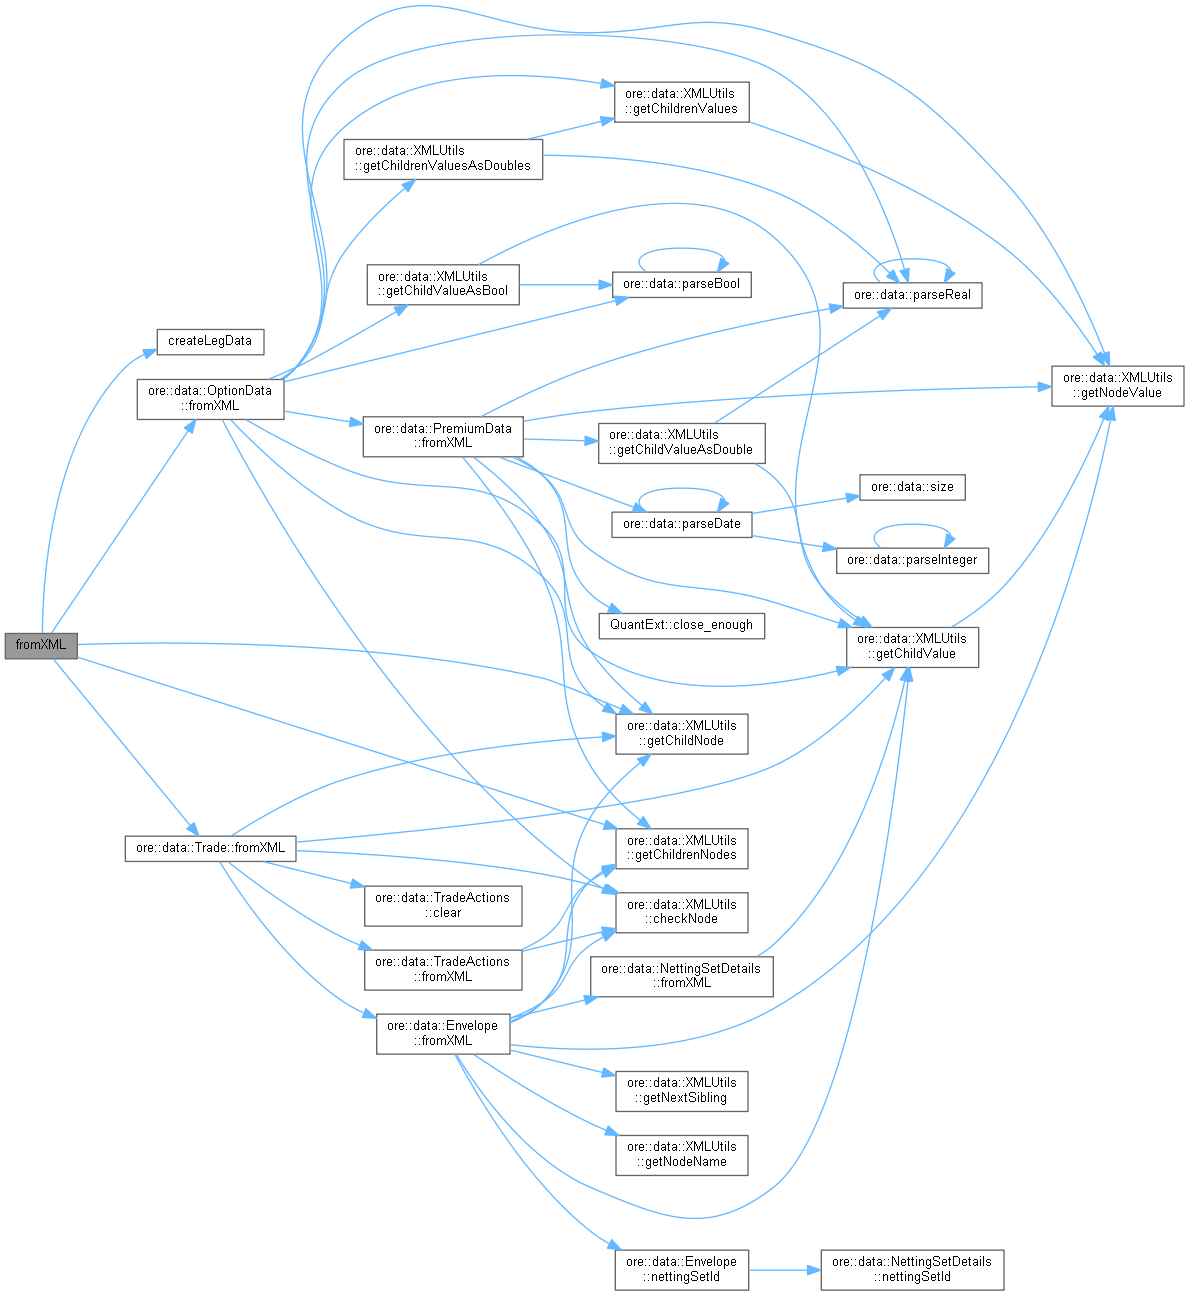 ore::data::XMLUtils
::getChildrenValues
ore::data::XMLUtils
::getChildrenValuesAsDoubles
ore::data::XMLUtils
::getChildValueAsBool
ore::data::parseBool
ore::data::parseReal
createLegData
ore::data::OptionData
::fromXML
ore::data::XMLUtils
::getNodeValue
ore::data::PremiumData
::fromXML
ore::data::XMLUtils
::getChildValueAsDouble
ore::data::size
ore::data::parseDate
ore::data::parseInteger
QuantExt::close_enough
fromXML
ore::data::XMLUtils
::getChildValue
ore::data::XMLUtils
::getChildNode
ore::data::Trade::fromXML
ore::data::XMLUtils
::getChildrenNodes
ore::data::TradeActions
::clear
ore::data::XMLUtils
::checkNode
ore::data::TradeActions
::fromXML
ore::data::NettingSetDetails
::fromXML
ore::data::Envelope
::fromXML
ore::data::XMLUtils
::getNextSibling
ore::data::XMLUtils
::getNodeName
ore::data::Envelope
::nettingSetId
ore::data::NettingSetDetails
::nettingSetId